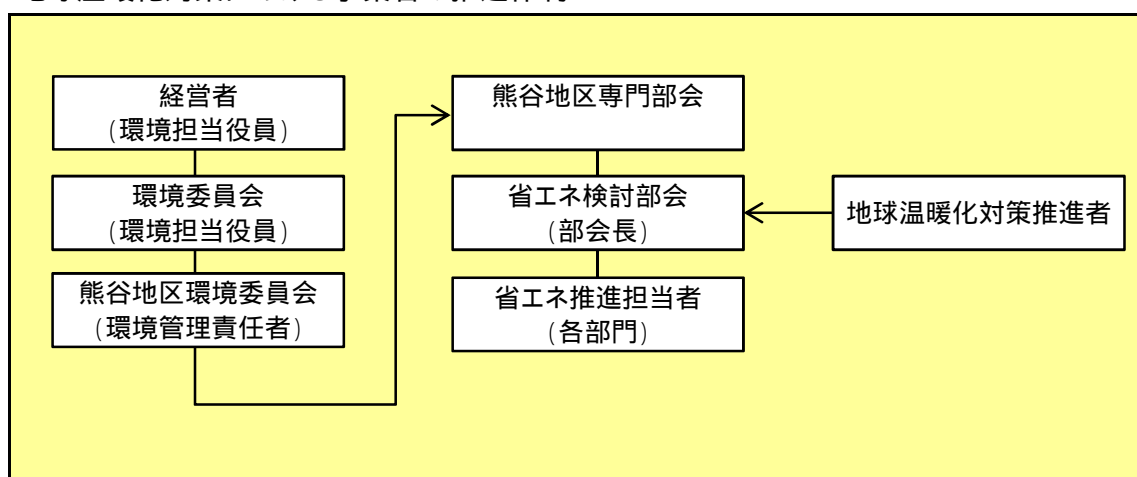 経営者
（環境担当役員）
環境委員会
（環境担当役員）
熊谷地区環境委員会
（環境管理責任者）
熊谷地区専門部会
省エネ検討部会
（部会長）
省エネ推進担当者
（各部門）
地球温暖化対策推進者